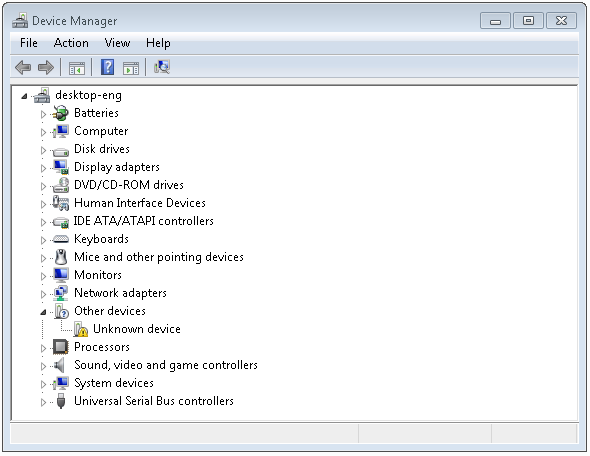 Device Manager
File Action View Help
desktop-eng
Batteries
Computer
Disk drives
Display adapters
DVD/CD-ROM drives
Human Interface Devices
IDE ATA/ATAPI controllers
Keyboards
Mice and other pointing devices
Monitors
Network adapters
Other devices
Unknown device
Processors
Sound, video and game controllers
System devices
Universal Serial Bus controllers